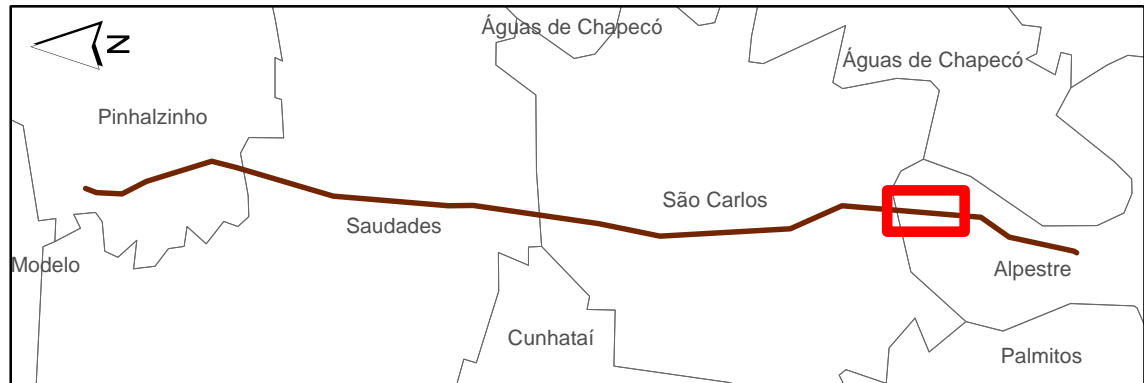 Águas de Chapecó
N
Águas de Chapecó
Pinhalzinho
São Carlos
Saudades
Modelo
Alpestre
Cunhataí
Palmitos